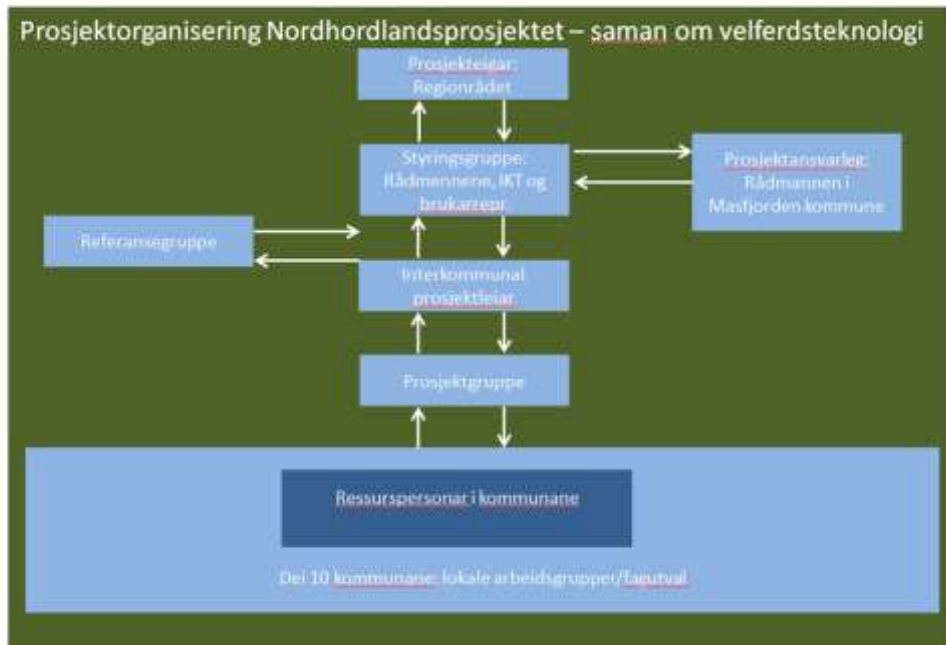 Prosjektorganisering Nordhordlandsprosjektet – saman om velferdsteknologi
Prosjekteigar:
Regionrådet
Styringsgruppe:
Rådmennene, IKT og
brukarrepr.
Prosjektansvarleg:
Rådmannen i
Masfjorden kommune
Referansegruppe
Interkommunal
prosjektleiar
Prosjektgruppe
Ressurspersonar i kommunane
Dei 10 kommunane: lokale arbeidsgrupper/fagutval